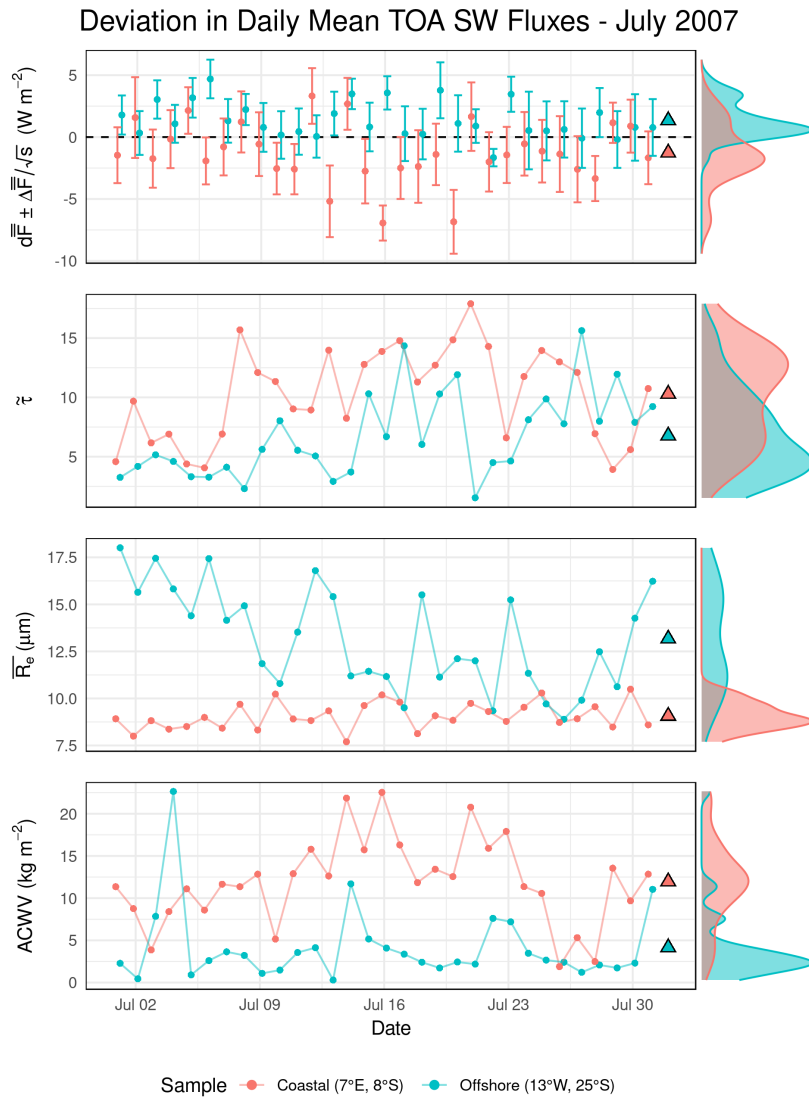 Deviation in Daily Mean TOA SW Fluxes - July 2007
dF̿ ± ΔF̿/√s (W m⁻²)
5
0
-5
-10
τ̃
15
10
5
R̅ₑ (μm)
17.5
15.0
12.5
10.0
7.5
ACWV (kg m⁻²)
20
15
10
5
0
Jul 02 Jul 09 Jul 16 Jul 23 Jul 30
Date
Sample Coastal (7°E, 8°S) Offshore (13°W, 25°S)